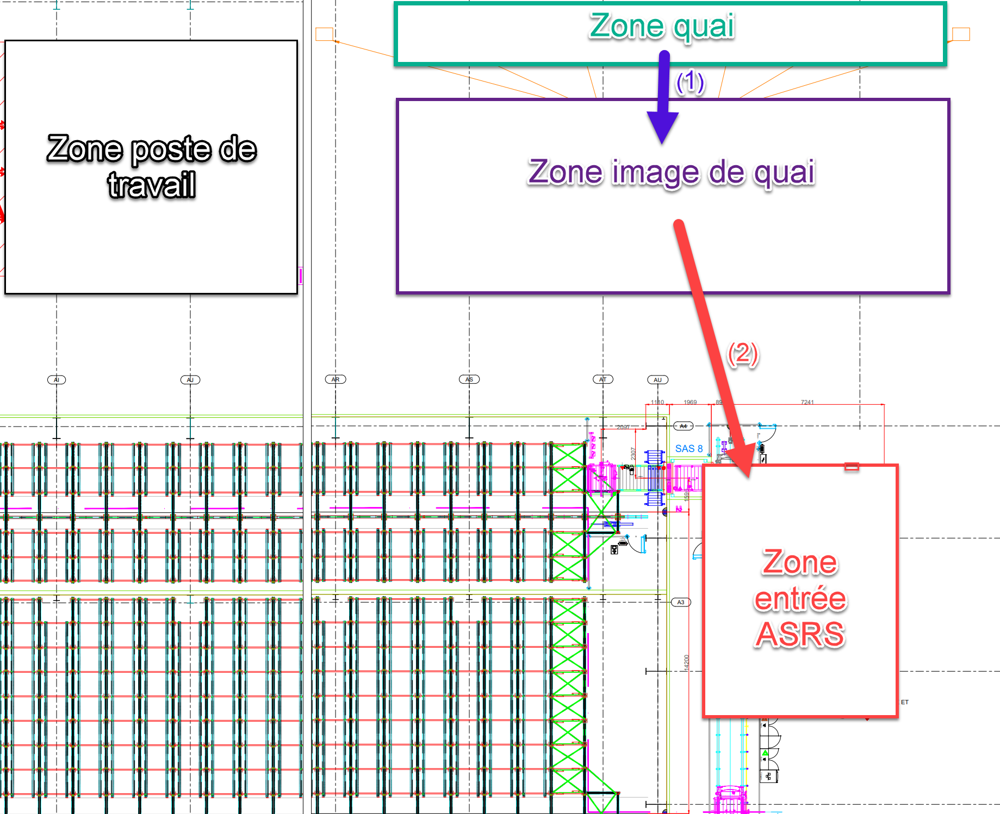 Zone quai
(1)
Zone poste de
travail
Zone image de quai
(2)
AI
AJ
AR
AS
AT
AU
1110
1969
89
7241
2097
A4
2307
SAS 8
159
A3
Zone
entrée
ASRS
14200
ET